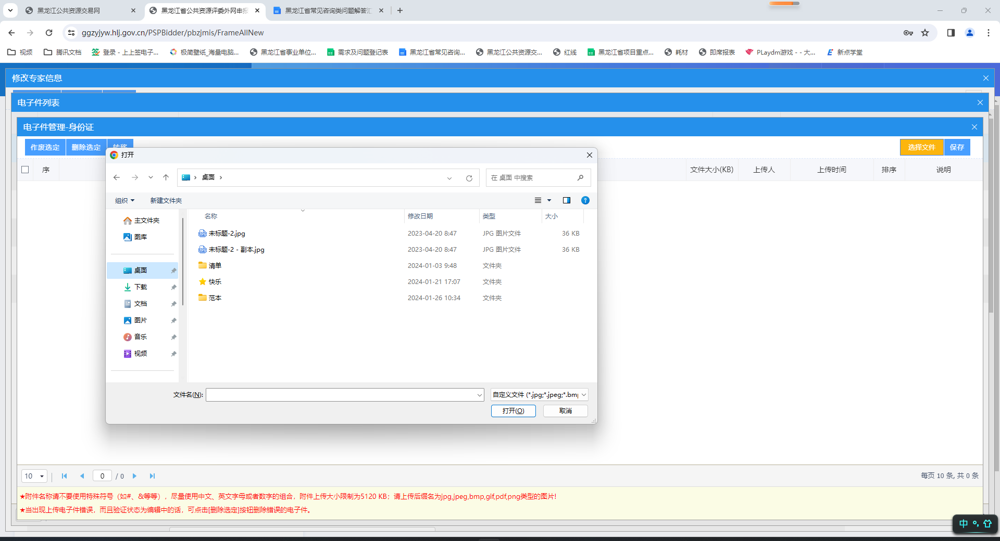 黑龙江公共资源交易网
黑龙江省公共资源评委外网申报
黑龙江省常见咨询类问题解答汇
ggzyjyw.hlj.gov.cn/PSPBidder/pbzjmis/FrameAllNew
视频
腾讯文档
登录 - 上上签电子...
极简壁纸_海量电脑...
黑龙江省事业单位...
需求及问题登记表
黑龙江省常见咨询...
黑龙江公共资源交...
红线
黑龙江省项目重点...
耗材
即席报表
PLaydm游戏 - - 大...
新点学堂
修改专家信息
电子件列表
电子件管理-身份证
作废选定
删除选定
转移
选择文件
保存
序
文件大小(KB)
上传人
上传时间
排序
说明
打开
桌面
在 桌面 中搜索
组织
新建文件夹
主文件夹
图库
桌面
下载
文档
图片
音乐
视频
名称
修改日期
类型
大小
未标题-2.jpg
2023-04-20 8:47
JPG 图片文件
36 KB
未标题-2 - 副本.jpg
2023-04-20 8:47
JPG 图片文件
36 KB
清单
2024-01-03 9:48
文件夹
快乐
2024-01-21 17:07
文件夹
范本
2024-01-26 10:34
文件夹
文件名(N):
自定义文件 (*.jpg;*.jpeg;*.bmp
打开(O)
取消
10
0
/ 0
每页 10 条, 共 0 条
★附件名称请不要使用特殊符号（如#、&等等），尽量使用中文、英文字母或者数字的组合，附件上传大小限制为5120 KB；请上传后缀名为jpg,jpeg,bmp,gif,pdf,png类型的图片!
★当出现上传电子件错误，而且验证状态为编辑中的话，可点击[删除选定]按钮删除错误的电子件。
中